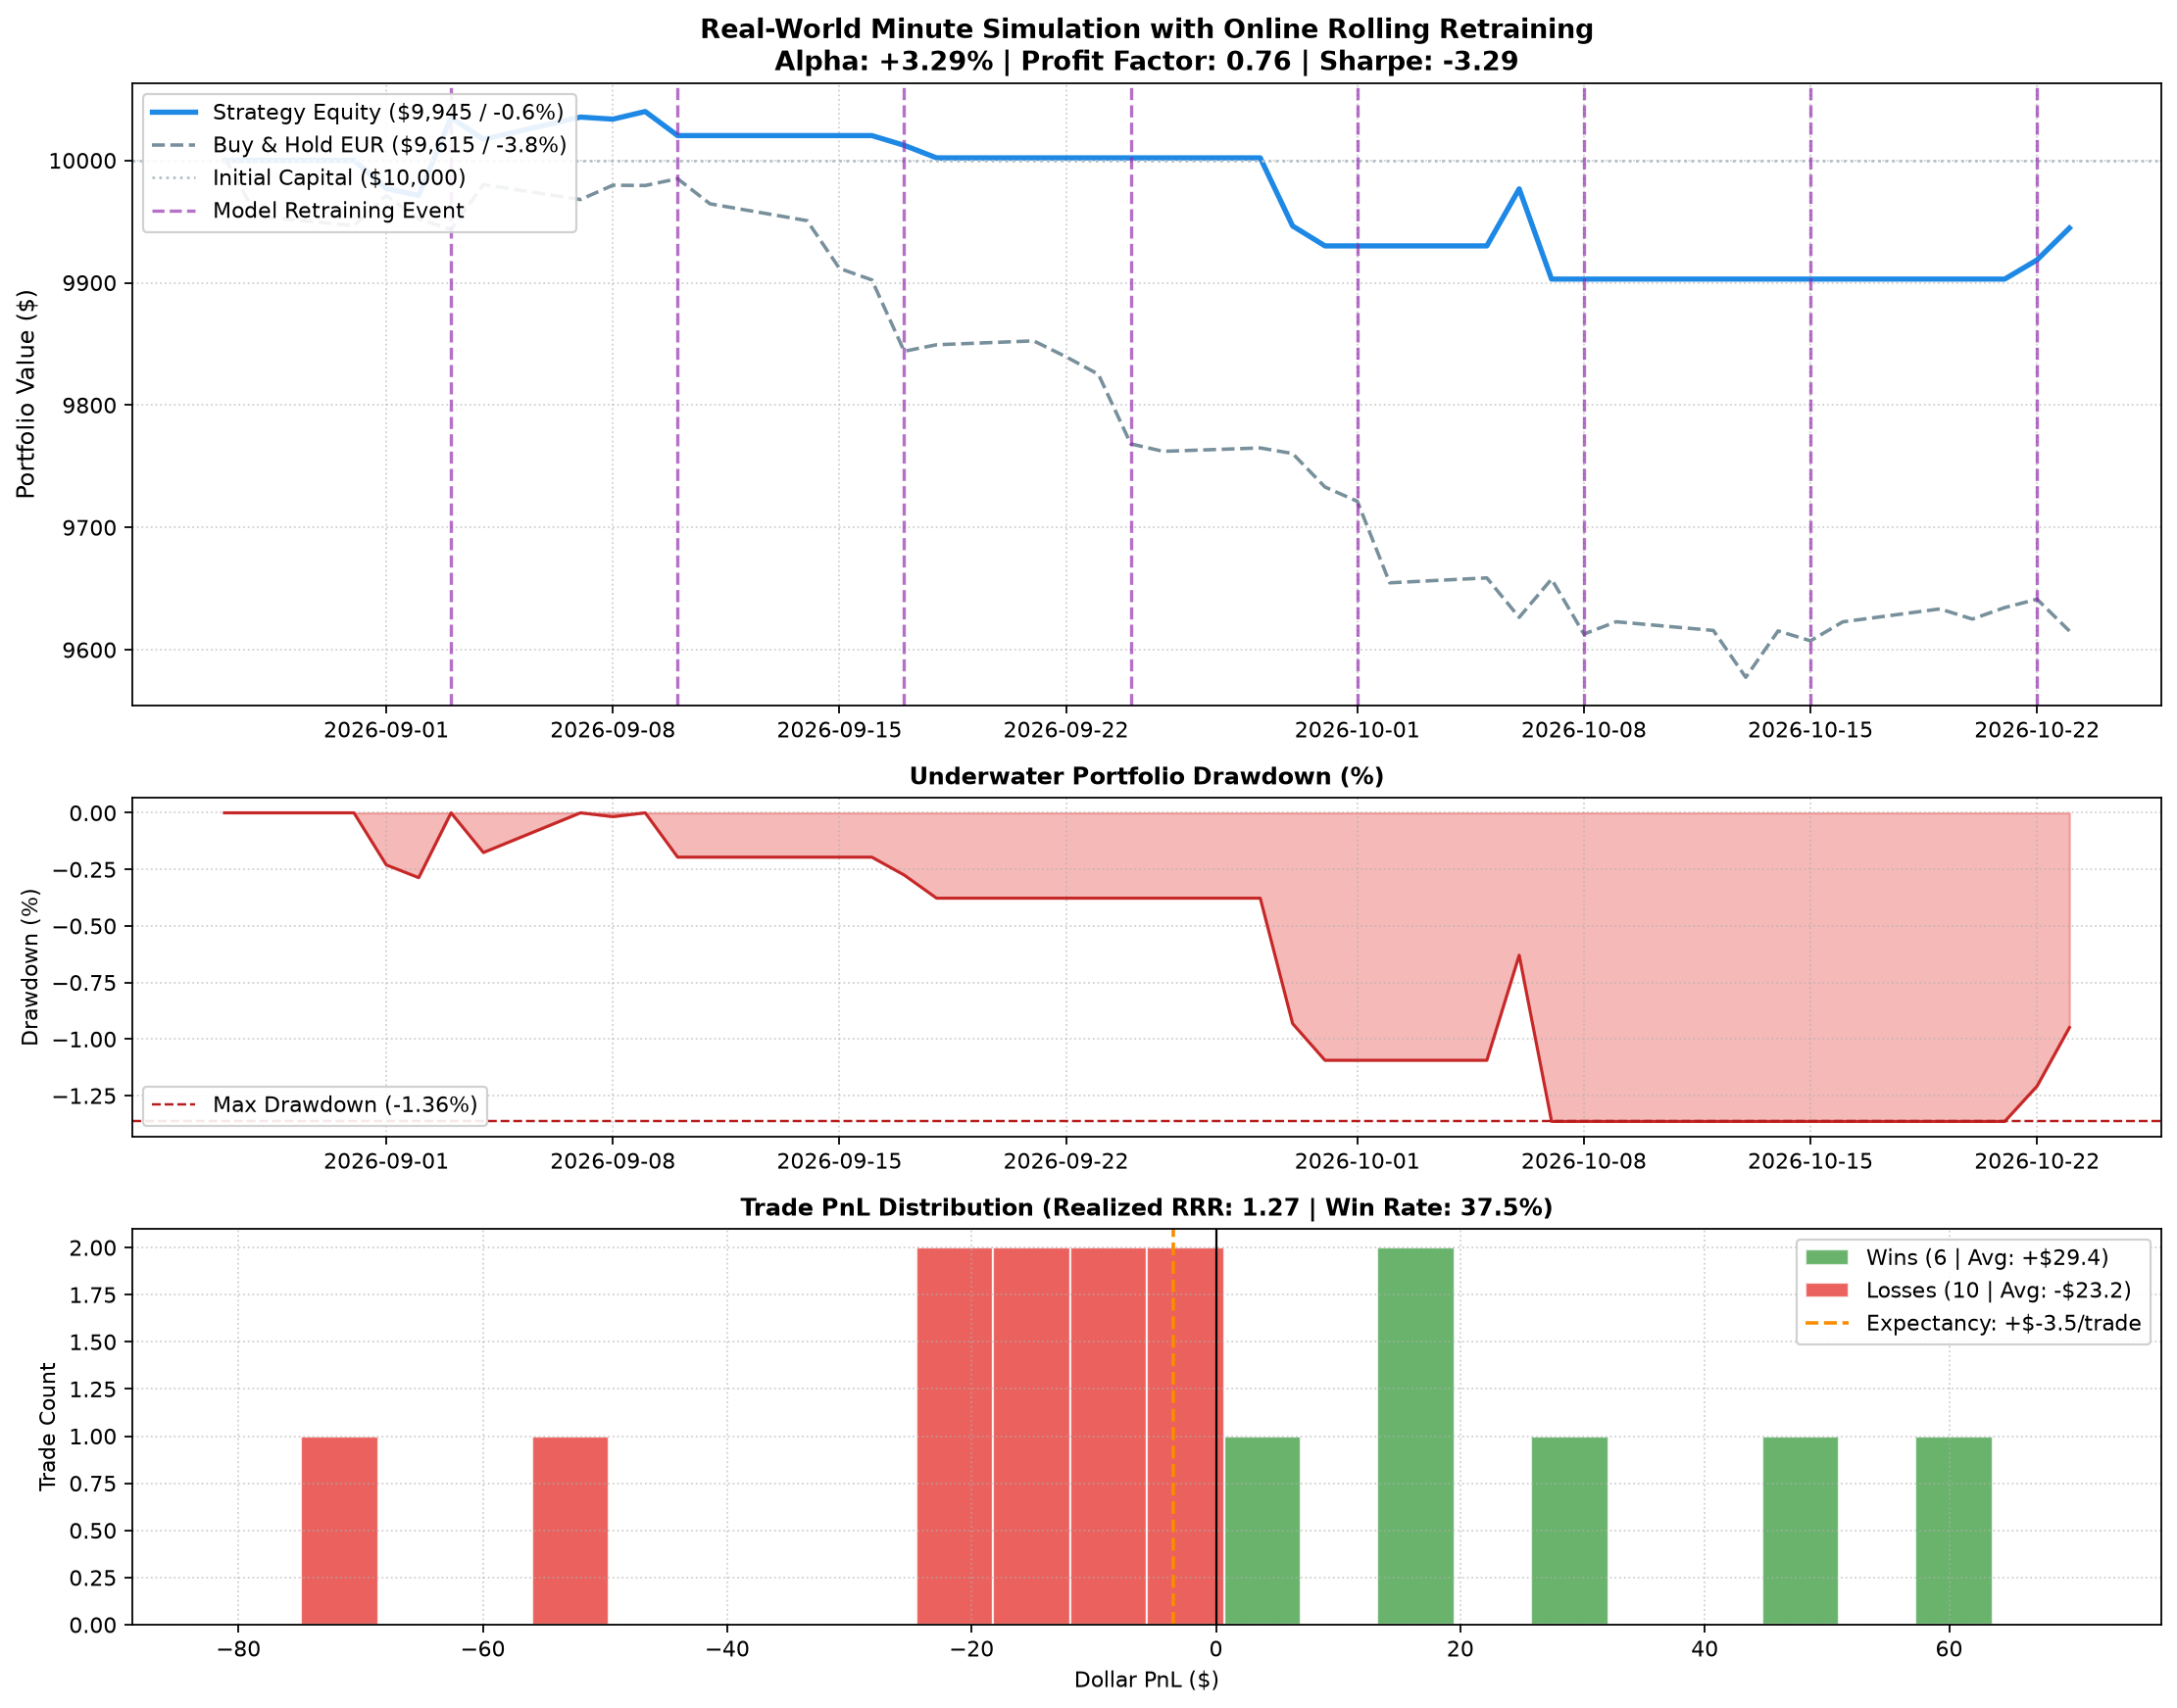 Real-World Minute Simulation with Online Rolling Retraining
Alpha: +3.29% | Profit Factor: 0.76 | Sharpe: -3.29
Strategy Equity ($9,945 / -0.6%)
Buy & Hold EUR ($9,615 / -3.8%)
Initial Capital ($10,000)
Model Retraining Event
Portfolio Value ($)
10000
9900
9800
9700
9600
2026-09-01
2026-09-08
2026-09-15
2026-09-22
2026-10-01
2026-10-08
2026-10-15
2026-10-22
Underwater Portfolio Drawdown (%)
Drawdown (%)
0.00
−0.25
−0.50
−0.75
−1.00
−1.25
Max Drawdown (-1.36%)
2026-09-01
2026-09-08
2026-09-15
2026-09-22
2026-10-01
2026-10-08
2026-10-15
2026-10-22
Trade PnL Distribution (Realized RRR: 1.27 | Win Rate: 37.5%)
Trade Count
2.00
1.75
1.50
1.25
1.00
0.75
0.50
0.25
0.00
Wins (6 | Avg: +$29.4)
Losses (10 | Avg: -$23.2)
Expectancy: +$-3.5/trade
−80
−60
−40
−20
0
20
40
60
Dollar PnL ($)